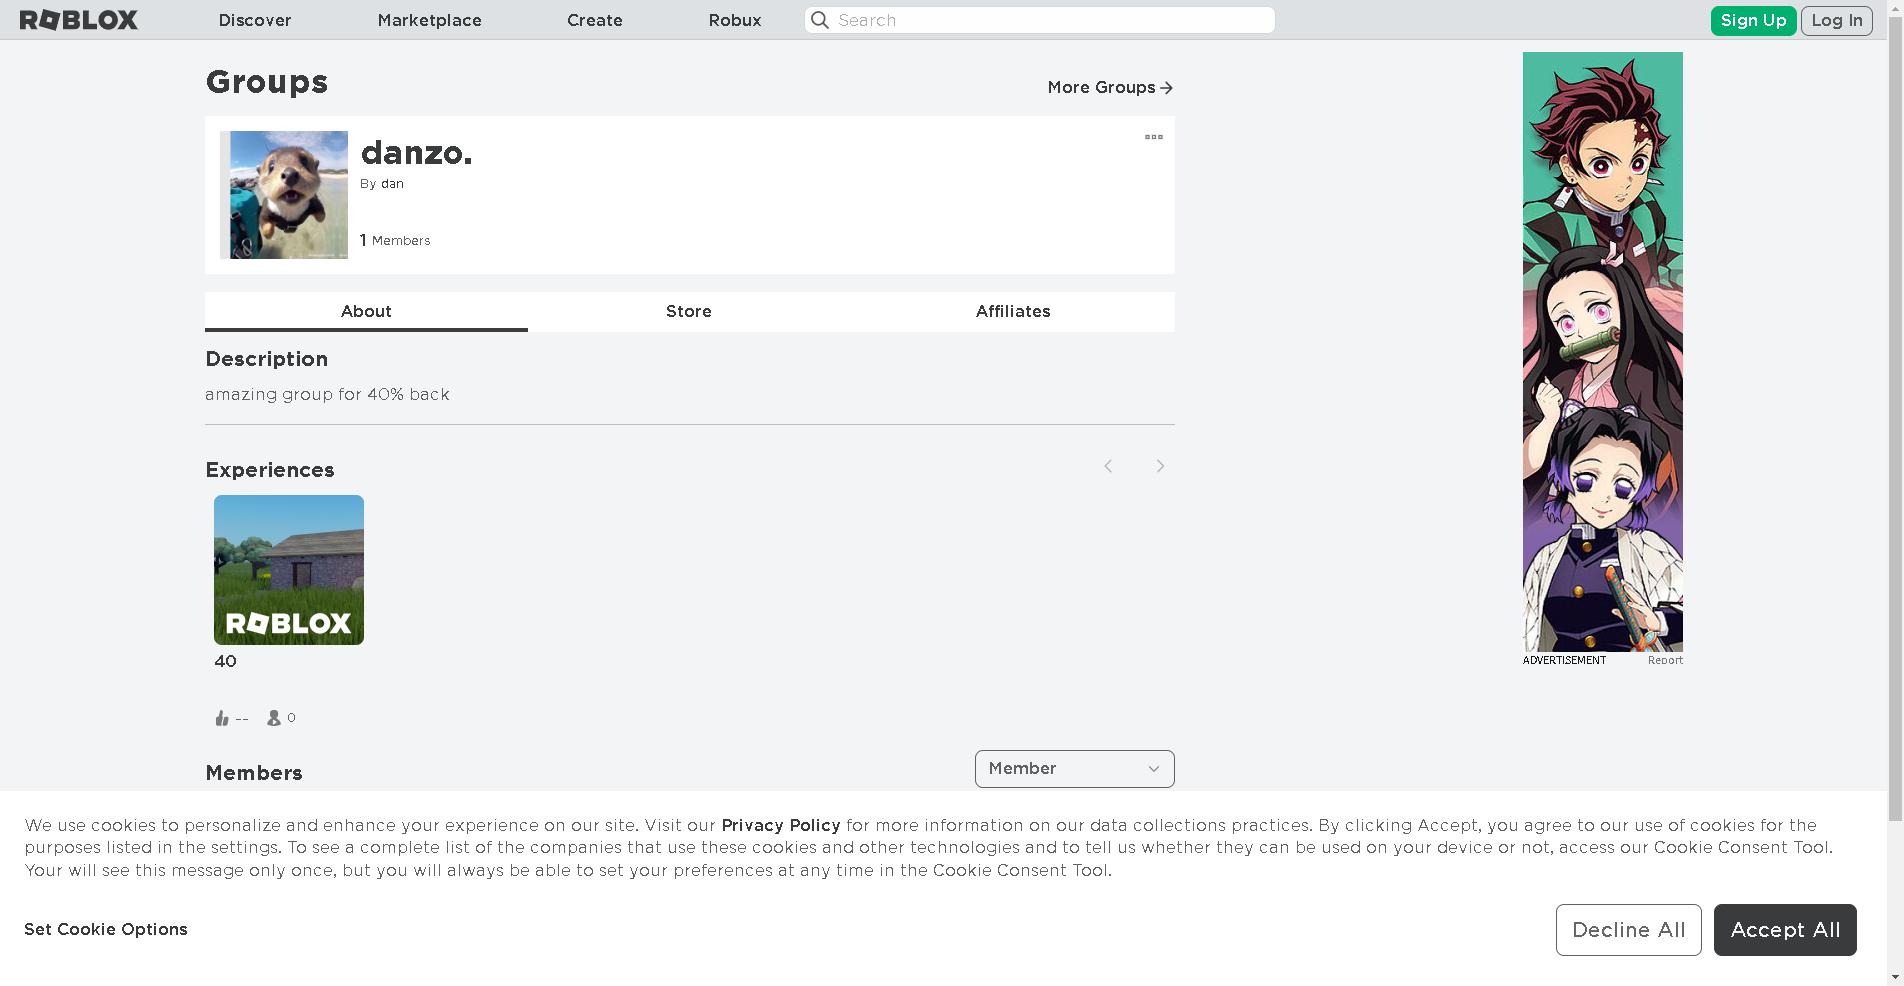 ROBLOX Discover Marketplace Create Robux Search Sign Up Log In
Groups
More Groups
danzo.
By dan
1 Members
About Store Affiliates
Description
amazing group for 40% back
Experiences
ROBLOX
40
-- 0
ADVERTISEMENT Report
Members
Member
We use cookies to personalize and enhance your experience on our site. Visit our Privacy Policy for more information on our data collections practices. By clicking Accept, you agree to our use of cookies for the
purposes listed in the settings. To see a complete list of the companies that use these cookies and other technologies and to tell us whether they can be used on your device or not, access our Cookie Consent Tool.
Your will see this message only once, but you will always be able to set your preferences at any time in the Cookie Consent Tool.
Set Cookie Options
Decline All
Accept All